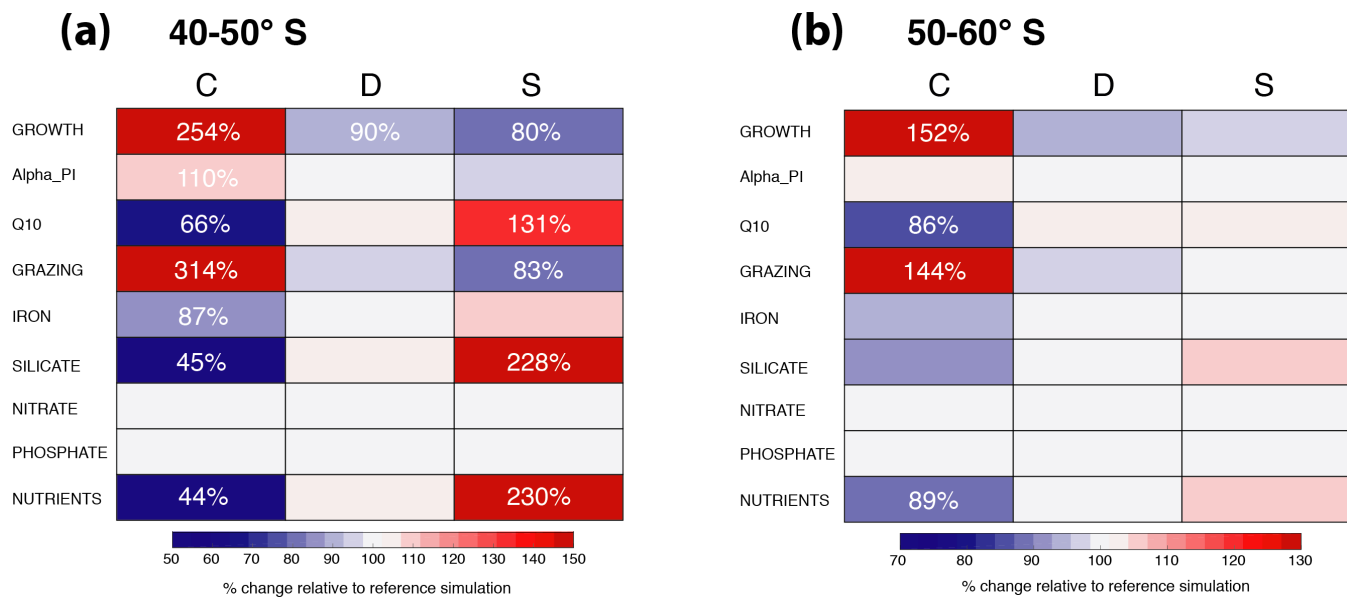 (a) 40-50° S
C D S
GROWTH 254% 90% 80%
Alpha_PI 110%
Q10 66% 131%
GRAZING 314% 83%
IRON 87%
SILICATE 45% 228%
NITRATE
PHOSPHATE
NUTRIENTS 44% 230%
50 60 70 80 90 100 110 120 130 140 150
% change relative to reference simulation
(b) 50-60° S
C D S
GROWTH 152%
Alpha_PI
Q10 86%
GRAZING 144%
IRON
SILICATE
NITRATE
PHOSPHATE
NUTRIENTS 89%
70 80 90 100 110 120 130
% change relative to reference simulation